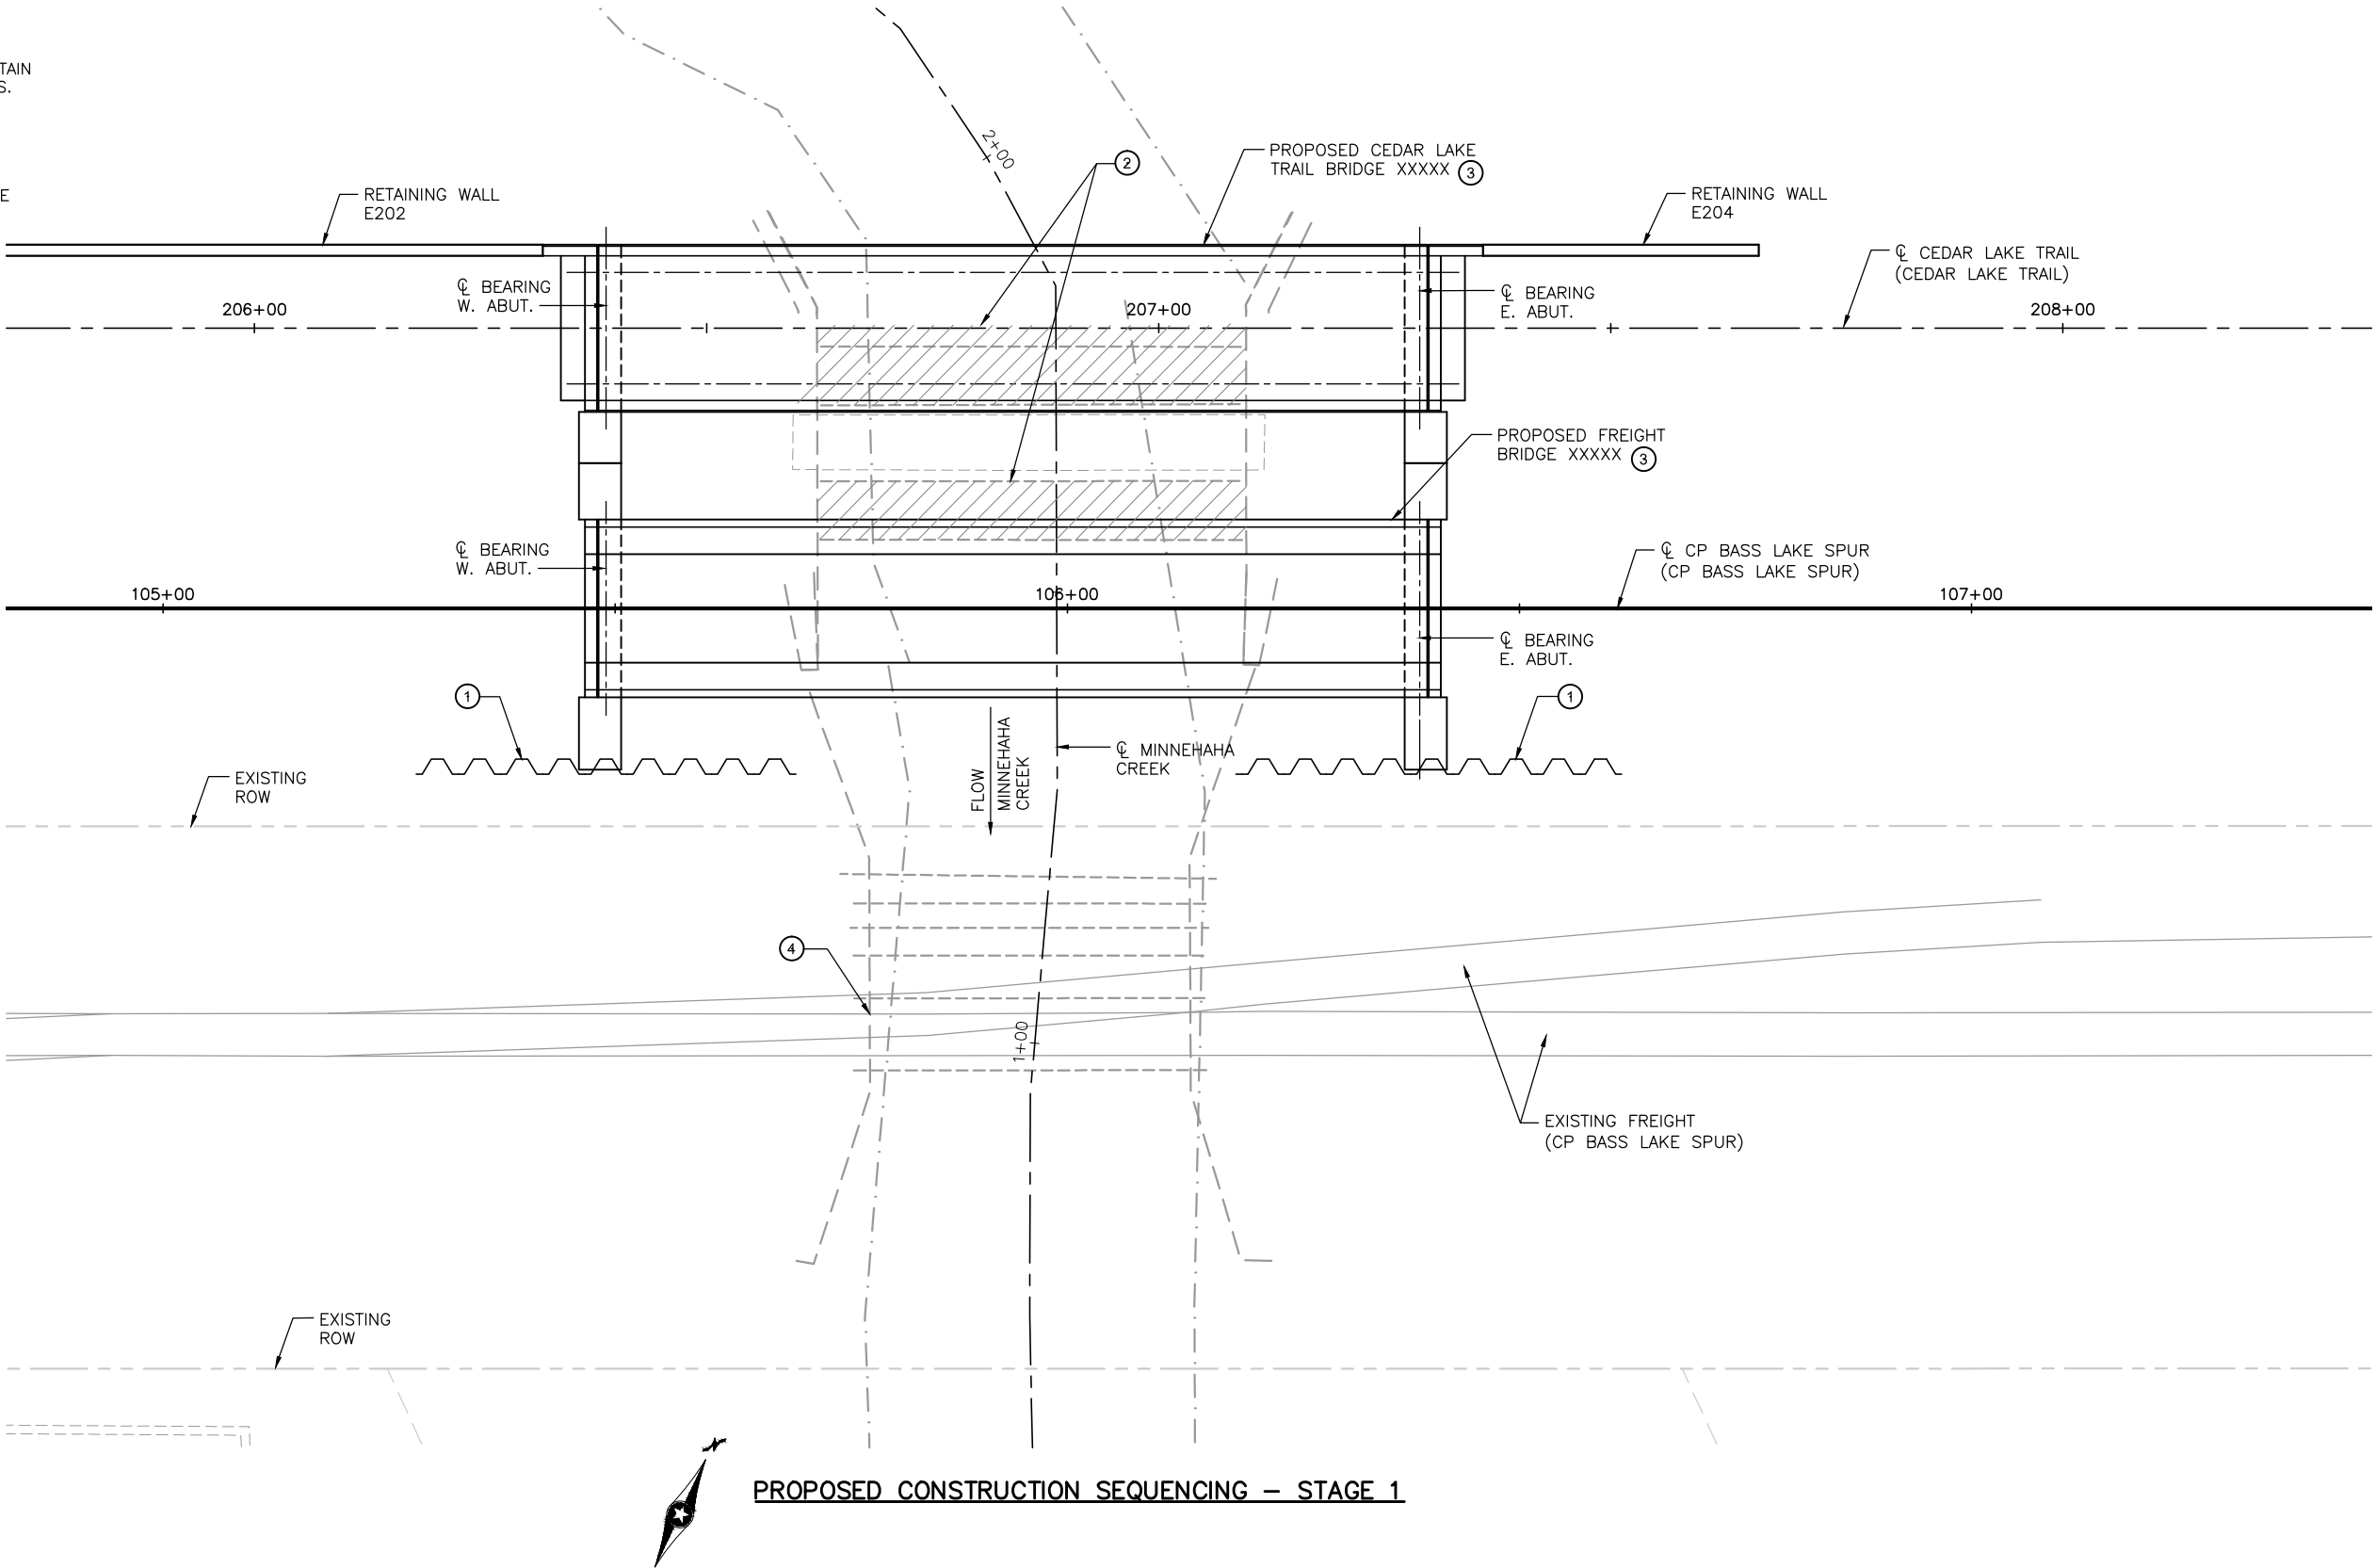 TAIN
S.
E
2+00
PROPOSED CEDAR LAKE
TRAIL BRIDGE XXXXX 3
2
RETAINING WALL
E202
RETAINING WALL
E204
℄ CEDAR LAKE TRAIL
(CEDAR LAKE TRAIL)
℄ BEARING
W. ABUT.
℄ BEARING
E. ABUT.
206+00
207+00
208+00
PROPOSED FREIGHT
BRIDGE XXXXX 3
℄ BEARING
W. ABUT.
℄ CP BASS LAKE SPUR
(CP BASS LAKE SPUR)
105+00
106+00
107+00
℄ BEARING
E. ABUT.
1
1
℄ MINNEHAHA
CREEK
FLOW
MINNEHAHA
CREEK
EXISTING
ROW
4
1+00
EXISTING FREIGHT
(CP BASS LAKE SPUR)
EXISTING
ROW
N
PROPOSED CONSTRUCTION SEQUENCING – STAGE 1